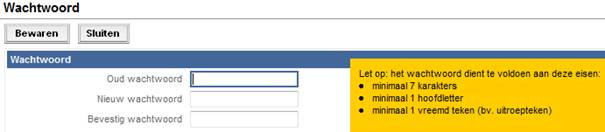 Wachtwoord
Bewaren Sluiten
Wachtwoord
Oud wachtwoord
Nieuw wachtwoord
Bevestig wachtwoord
Let op: het wachtwoord dient te voldoen aan deze eisen:
• minimaal 7 karakters
• minimaal 1 hoofdletter
• minimaal 1 vreemd teken (bv. uitroepteken)